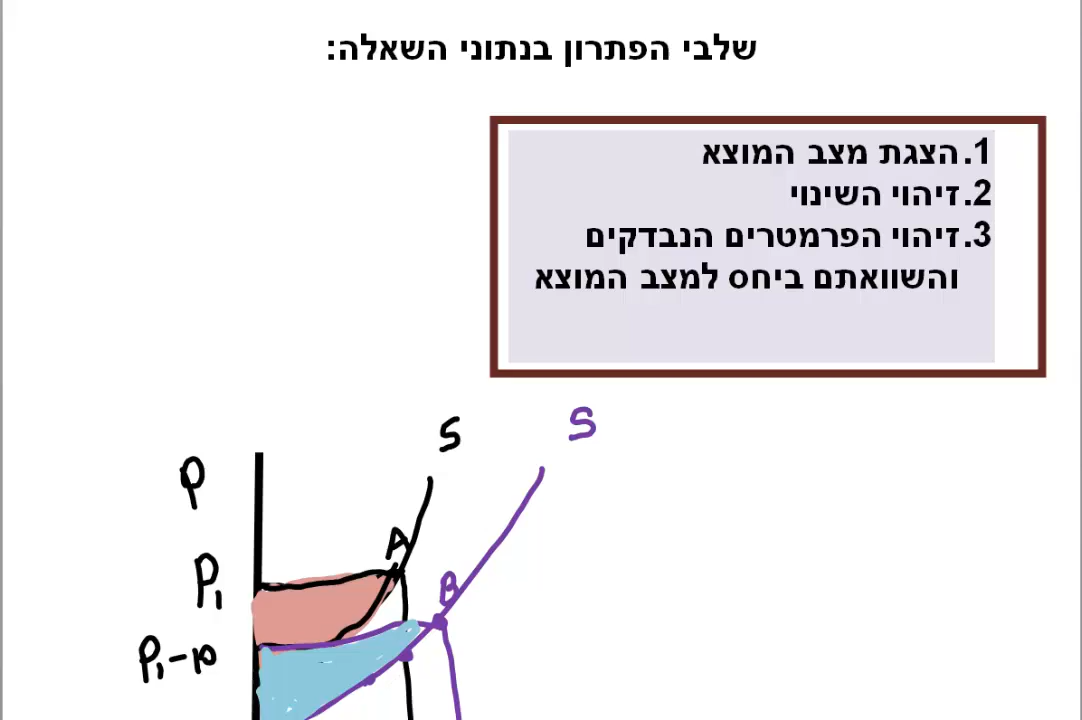 שלבי הפתרון בנתוני השאלה:
1. הצגת מצב המוצא
2. זיהוי השינוי
3. זיהוי הפרמטרים הנבדקים
והשוואתם ביחס למצב המוצא
S
S
P
A
P₁
B
P₁-מ